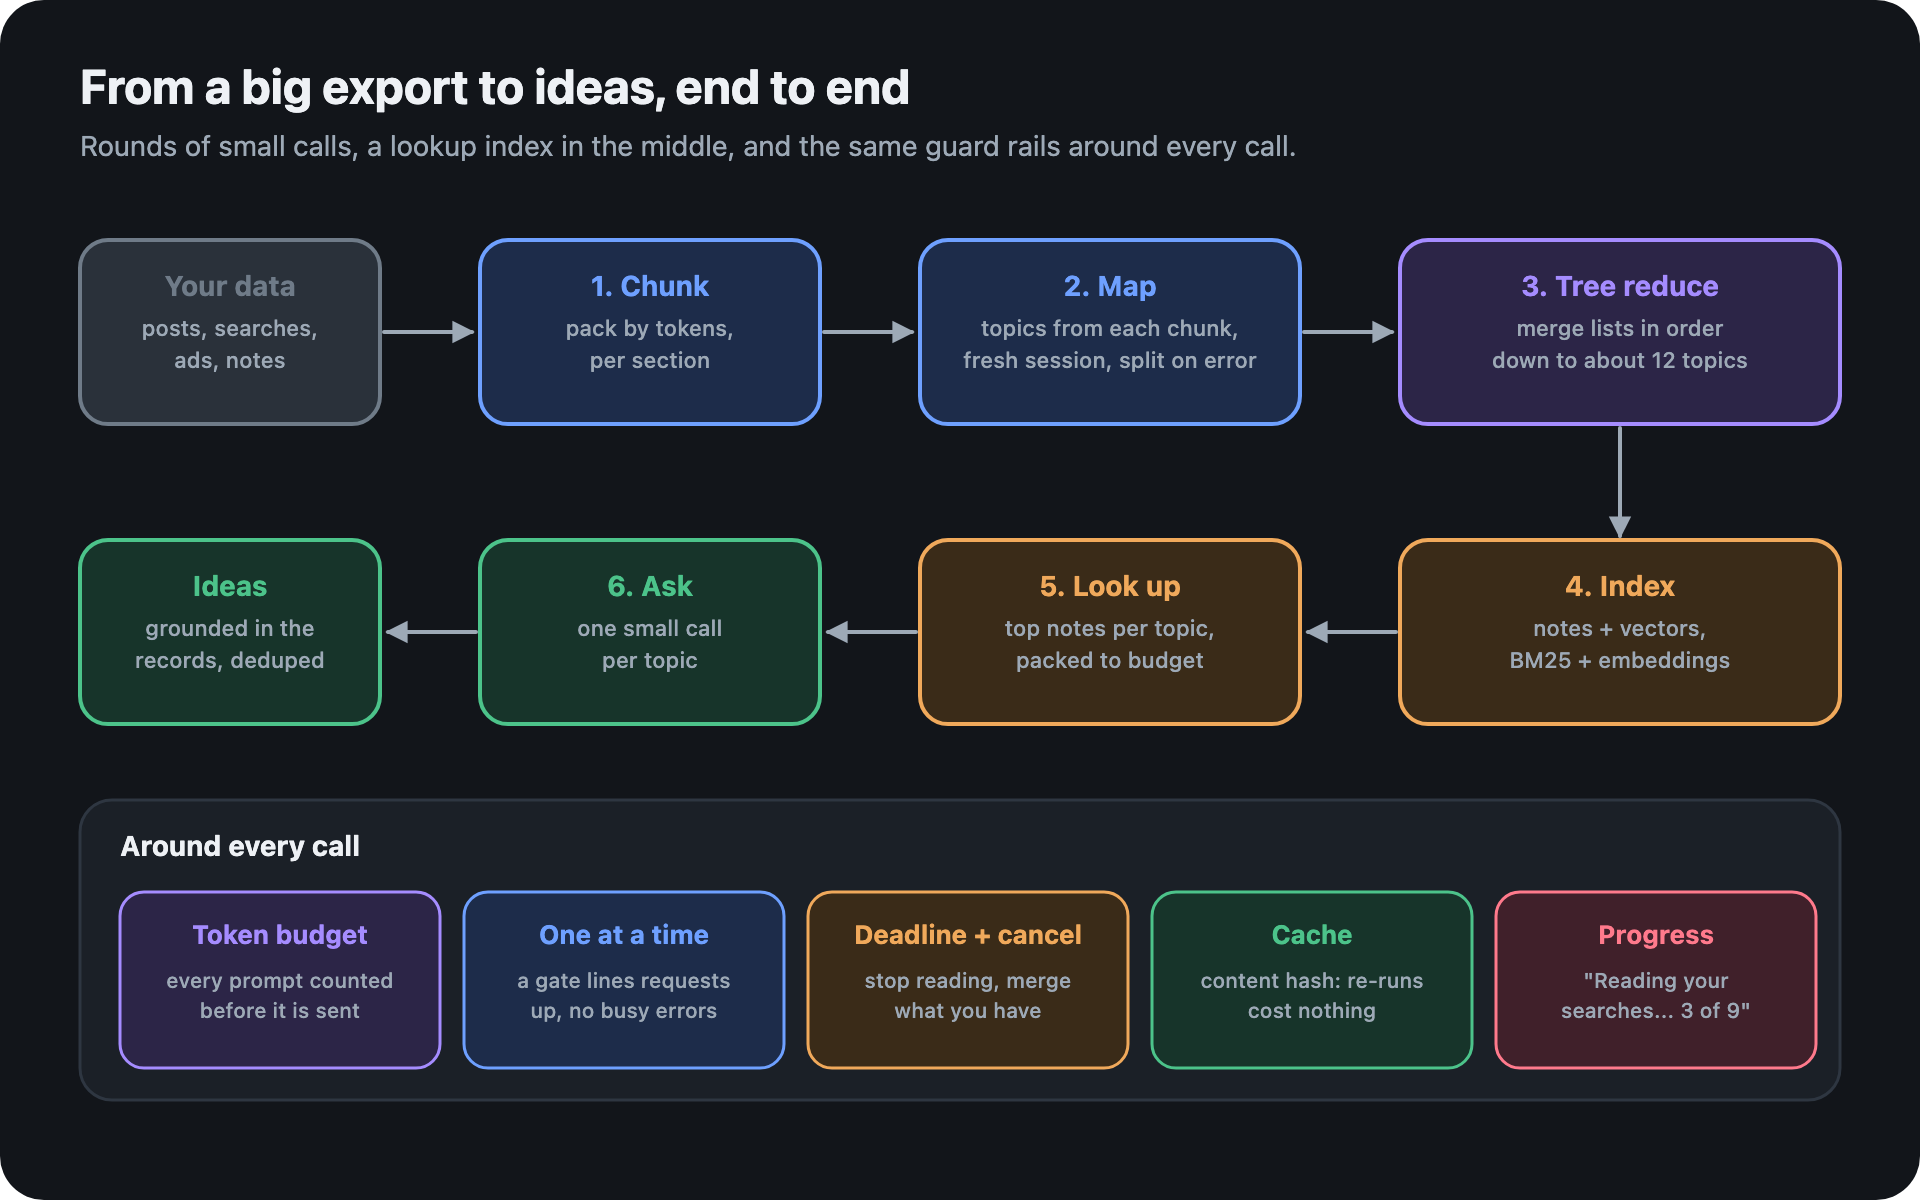 From a big export to ideas, end to end
Rounds of small calls, a lookup index in the middle, and the same guard rails around every call.
Your data
posts, searches,
ads, notes
1. Chunk
pack by tokens,
per section
2. Map
topics from each chunk,
fresh session, split on error
3. Tree reduce
merge lists in order
down to about 12 topics
Ideas
grounded in the
records, deduped
6. Ask
one small call
per topic
5. Look up
top notes per topic,
packed to budget
4. Index
notes + vectors,
BM25 + embeddings
Around every call
Token budget
every prompt counted
before it is sent
One at a time
a gate lines requests
up, no busy errors
Deadline + cancel
stop reading, merge
what you have
Cache
content hash: re-runs
cost nothing
Progress
"Reading your
searches... 3 of 9"